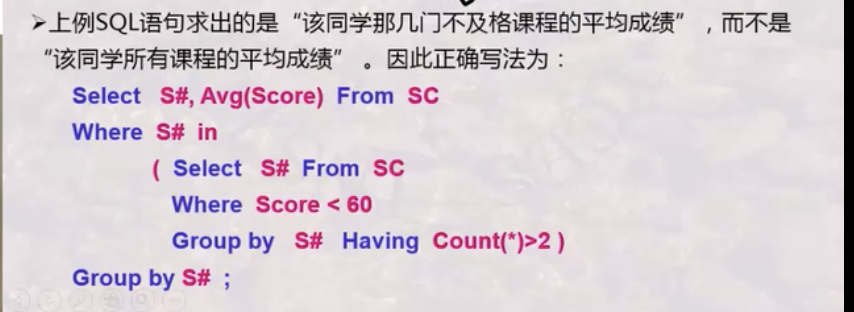 ➤上例SQL语句求出的是“该同学那几门不及格课程的平均成绩”，而不是
“该同学所有课程的平均成绩” 。因此正确写法为：
Select S#, Avg(Score) From SC
Where S# in
( Select S# From SC
Where Score < 60
Group by S# Having Count(*)>2 )
Group by S# ;